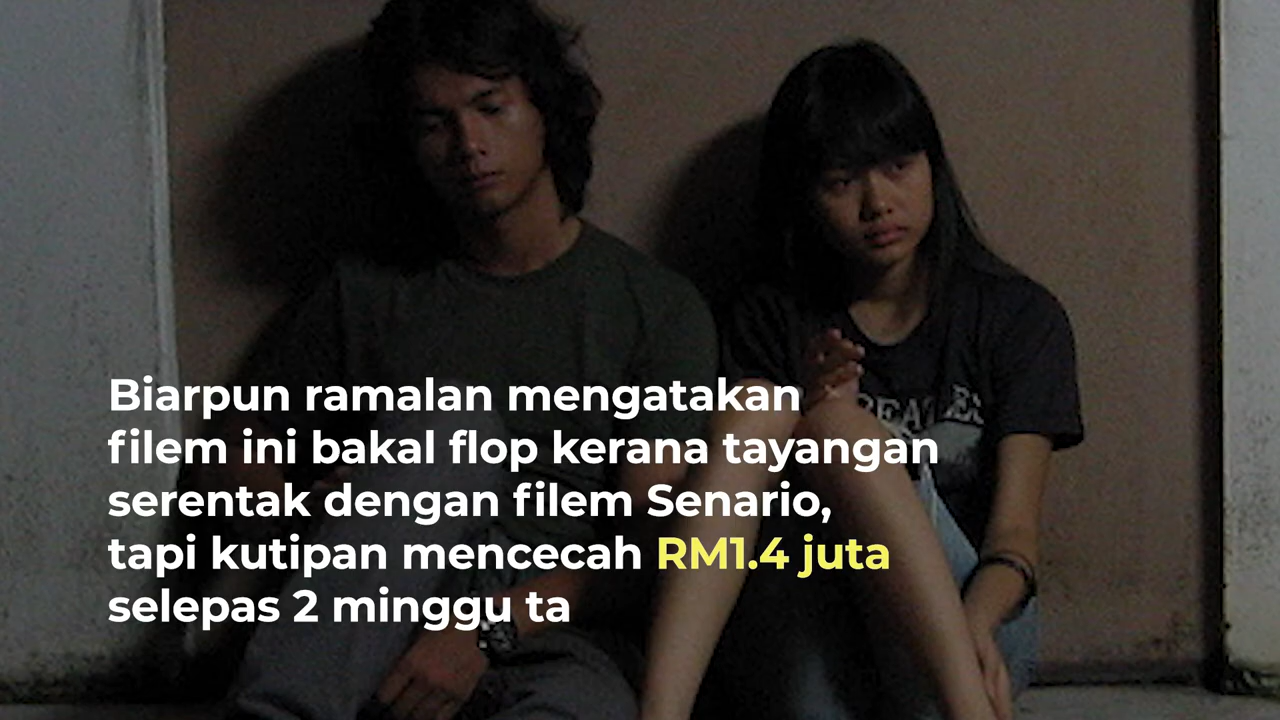 Biarpun ramalan mengatakan
filem ini bakal flop kerana tayangan
serentak dengan filem Senario,
tapi kutipan mencecah RM1.4 juta
selepas 2 minggu ta